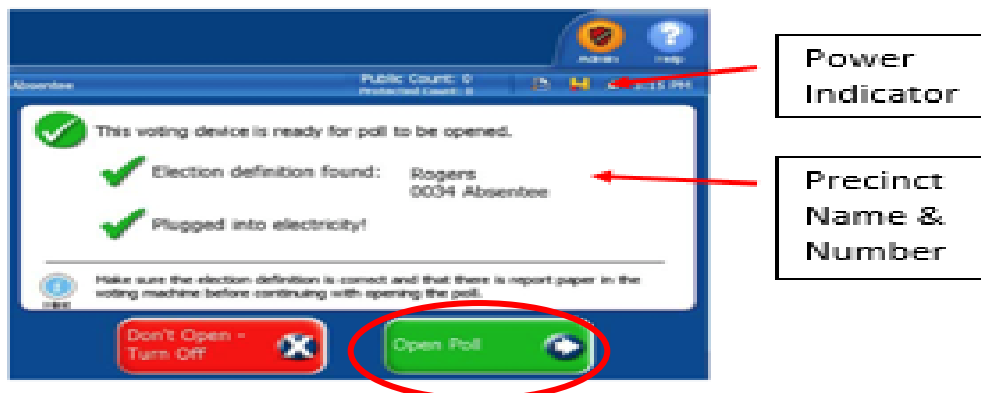 Admin
Help
Absentee
Public Count: 0
Protected Count: 0
:15 PM
This voting device is ready for poll to be opened.
Election definition found:
Rogers
0034 Absentee
Plugged into electricity!
Make sure the election definition is correct and that there is report paper in the
voting machine before continuing with opening the poll.
Don't Open -
Turn Off
Open Poll
Power
Indicator
Precinct
Name &
Number